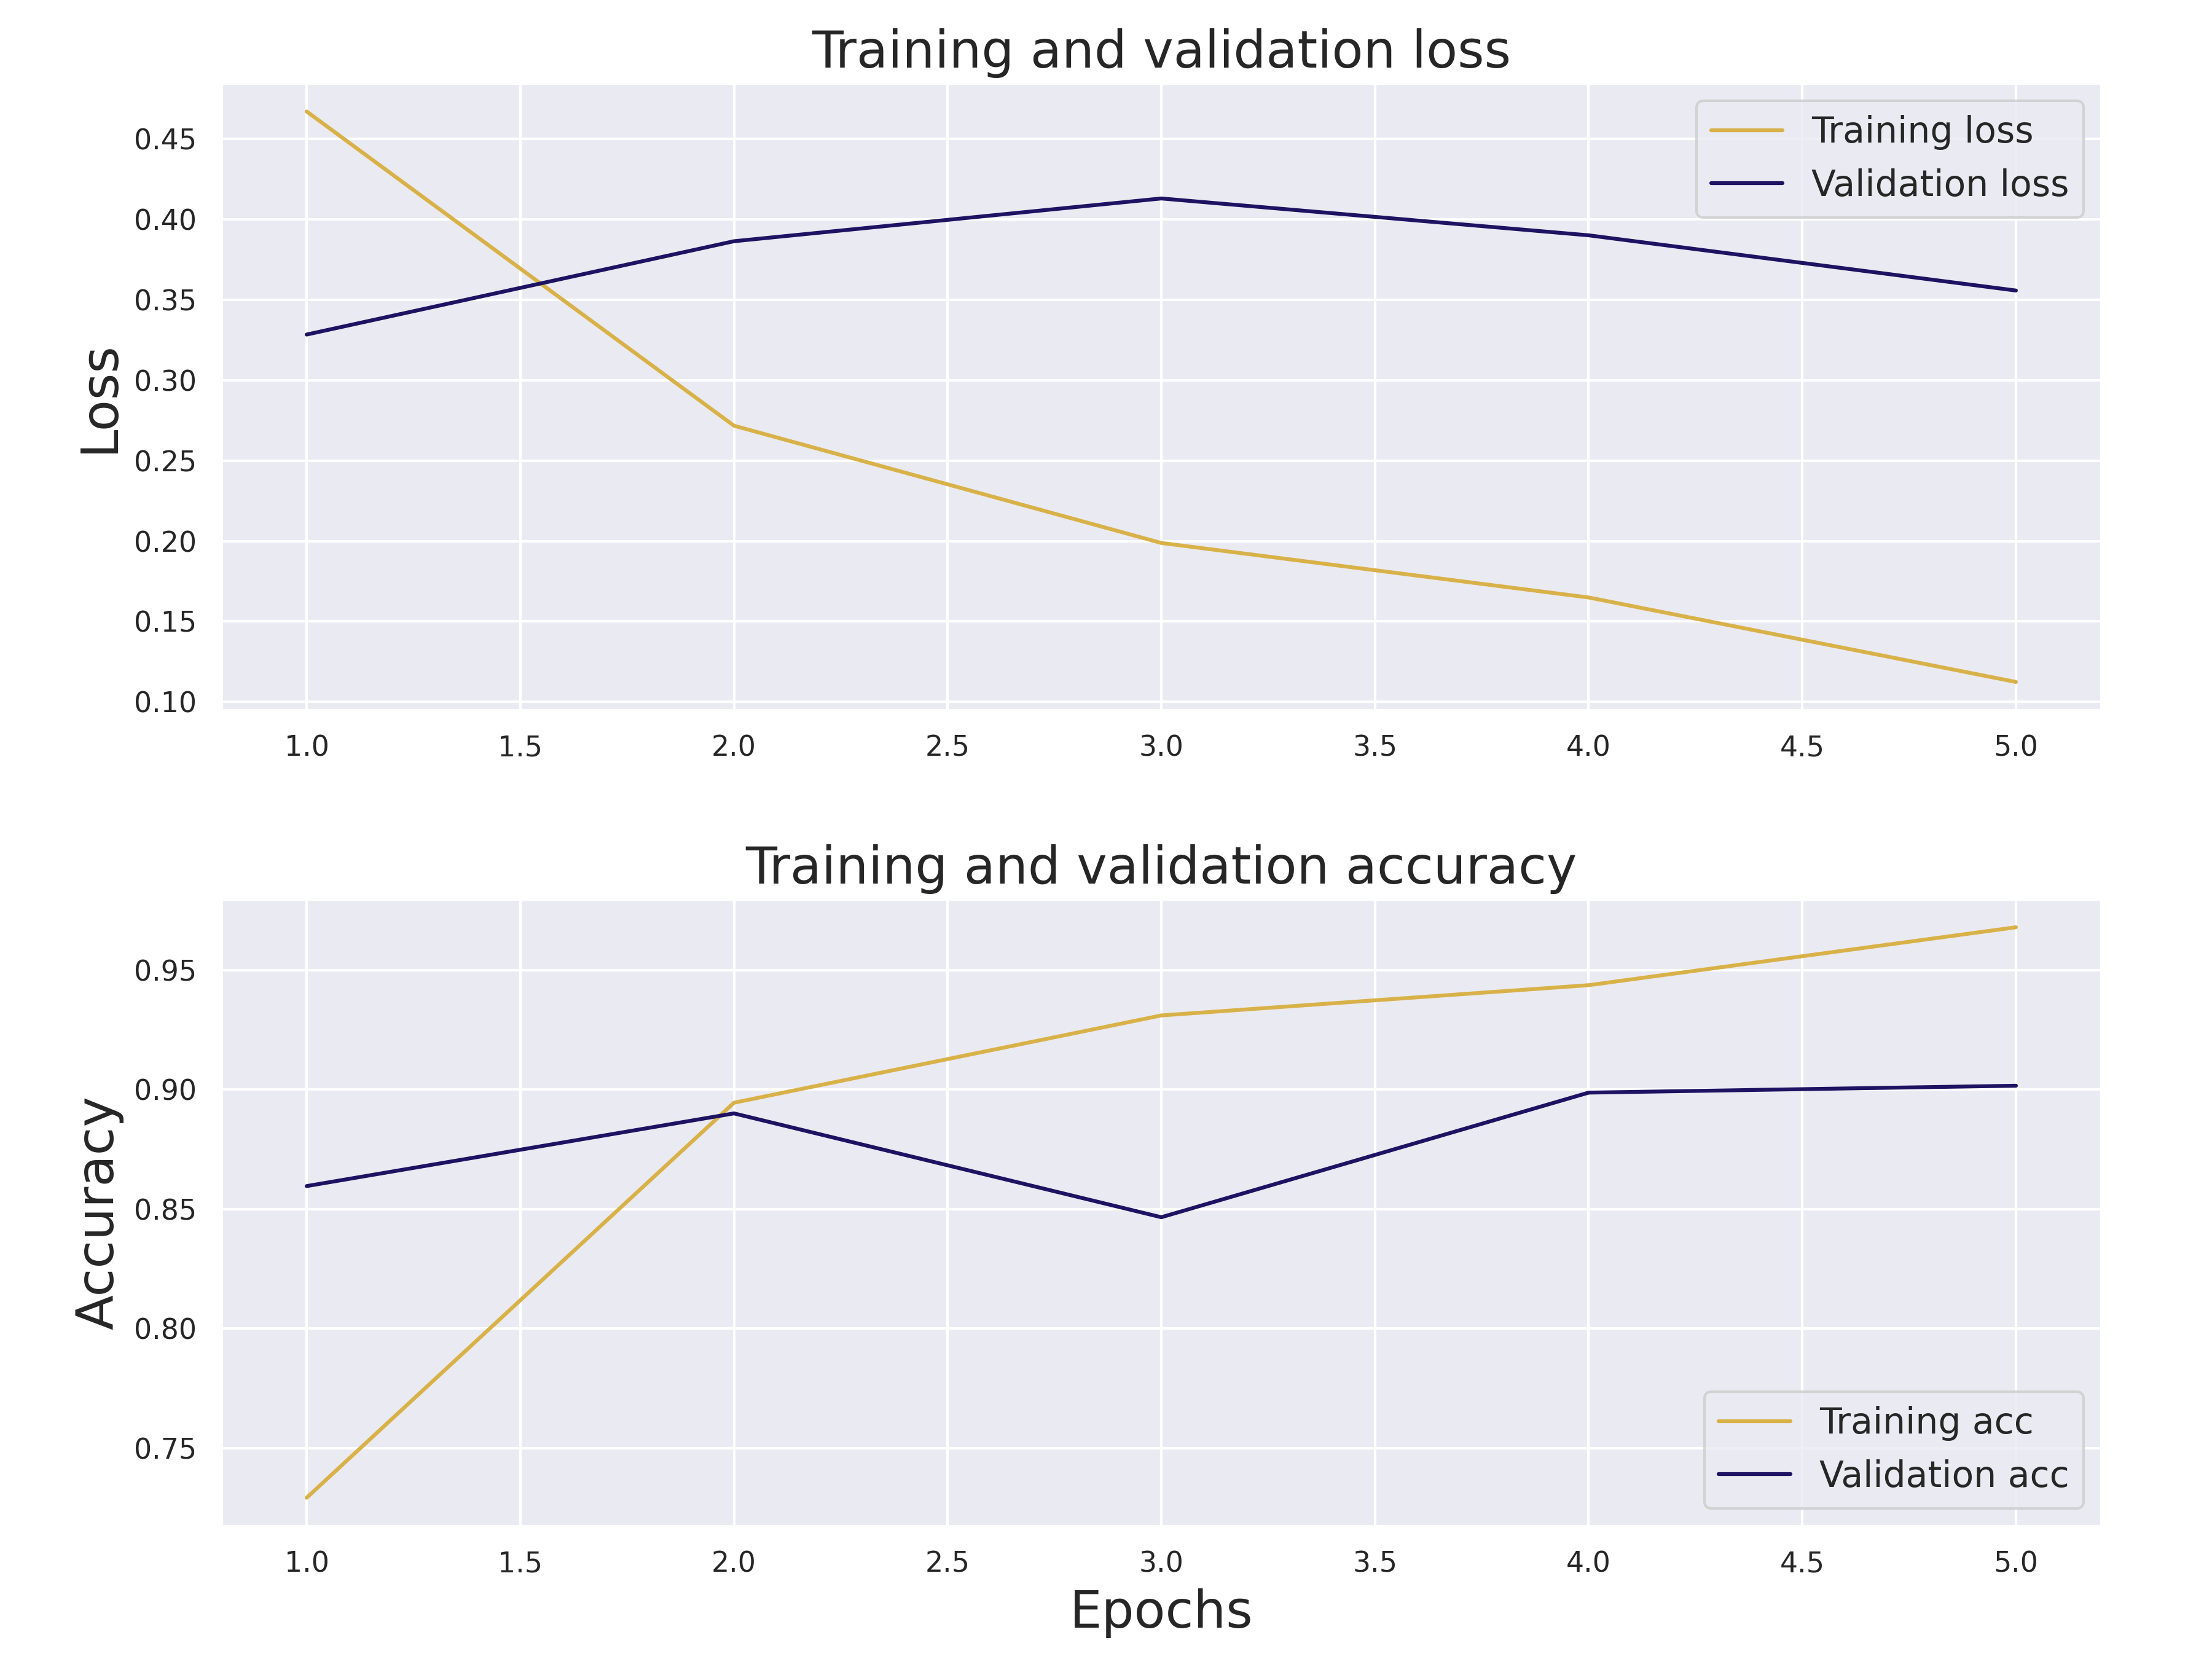 Training and validation loss
Loss
0.45
0.40
0.35
0.30
0.25
0.20
0.15
0.10
Training loss
Validation loss
1.0 1.5 2.0 2.5 3.0 3.5 4.0 4.5 5.0
Training and validation accuracy
Accuracy
0.95
0.90
0.85
0.80
0.75
Training acc
Validation acc
1.0 1.5 2.0 2.5 3.0 3.5 4.0 4.5 5.0
Epochs